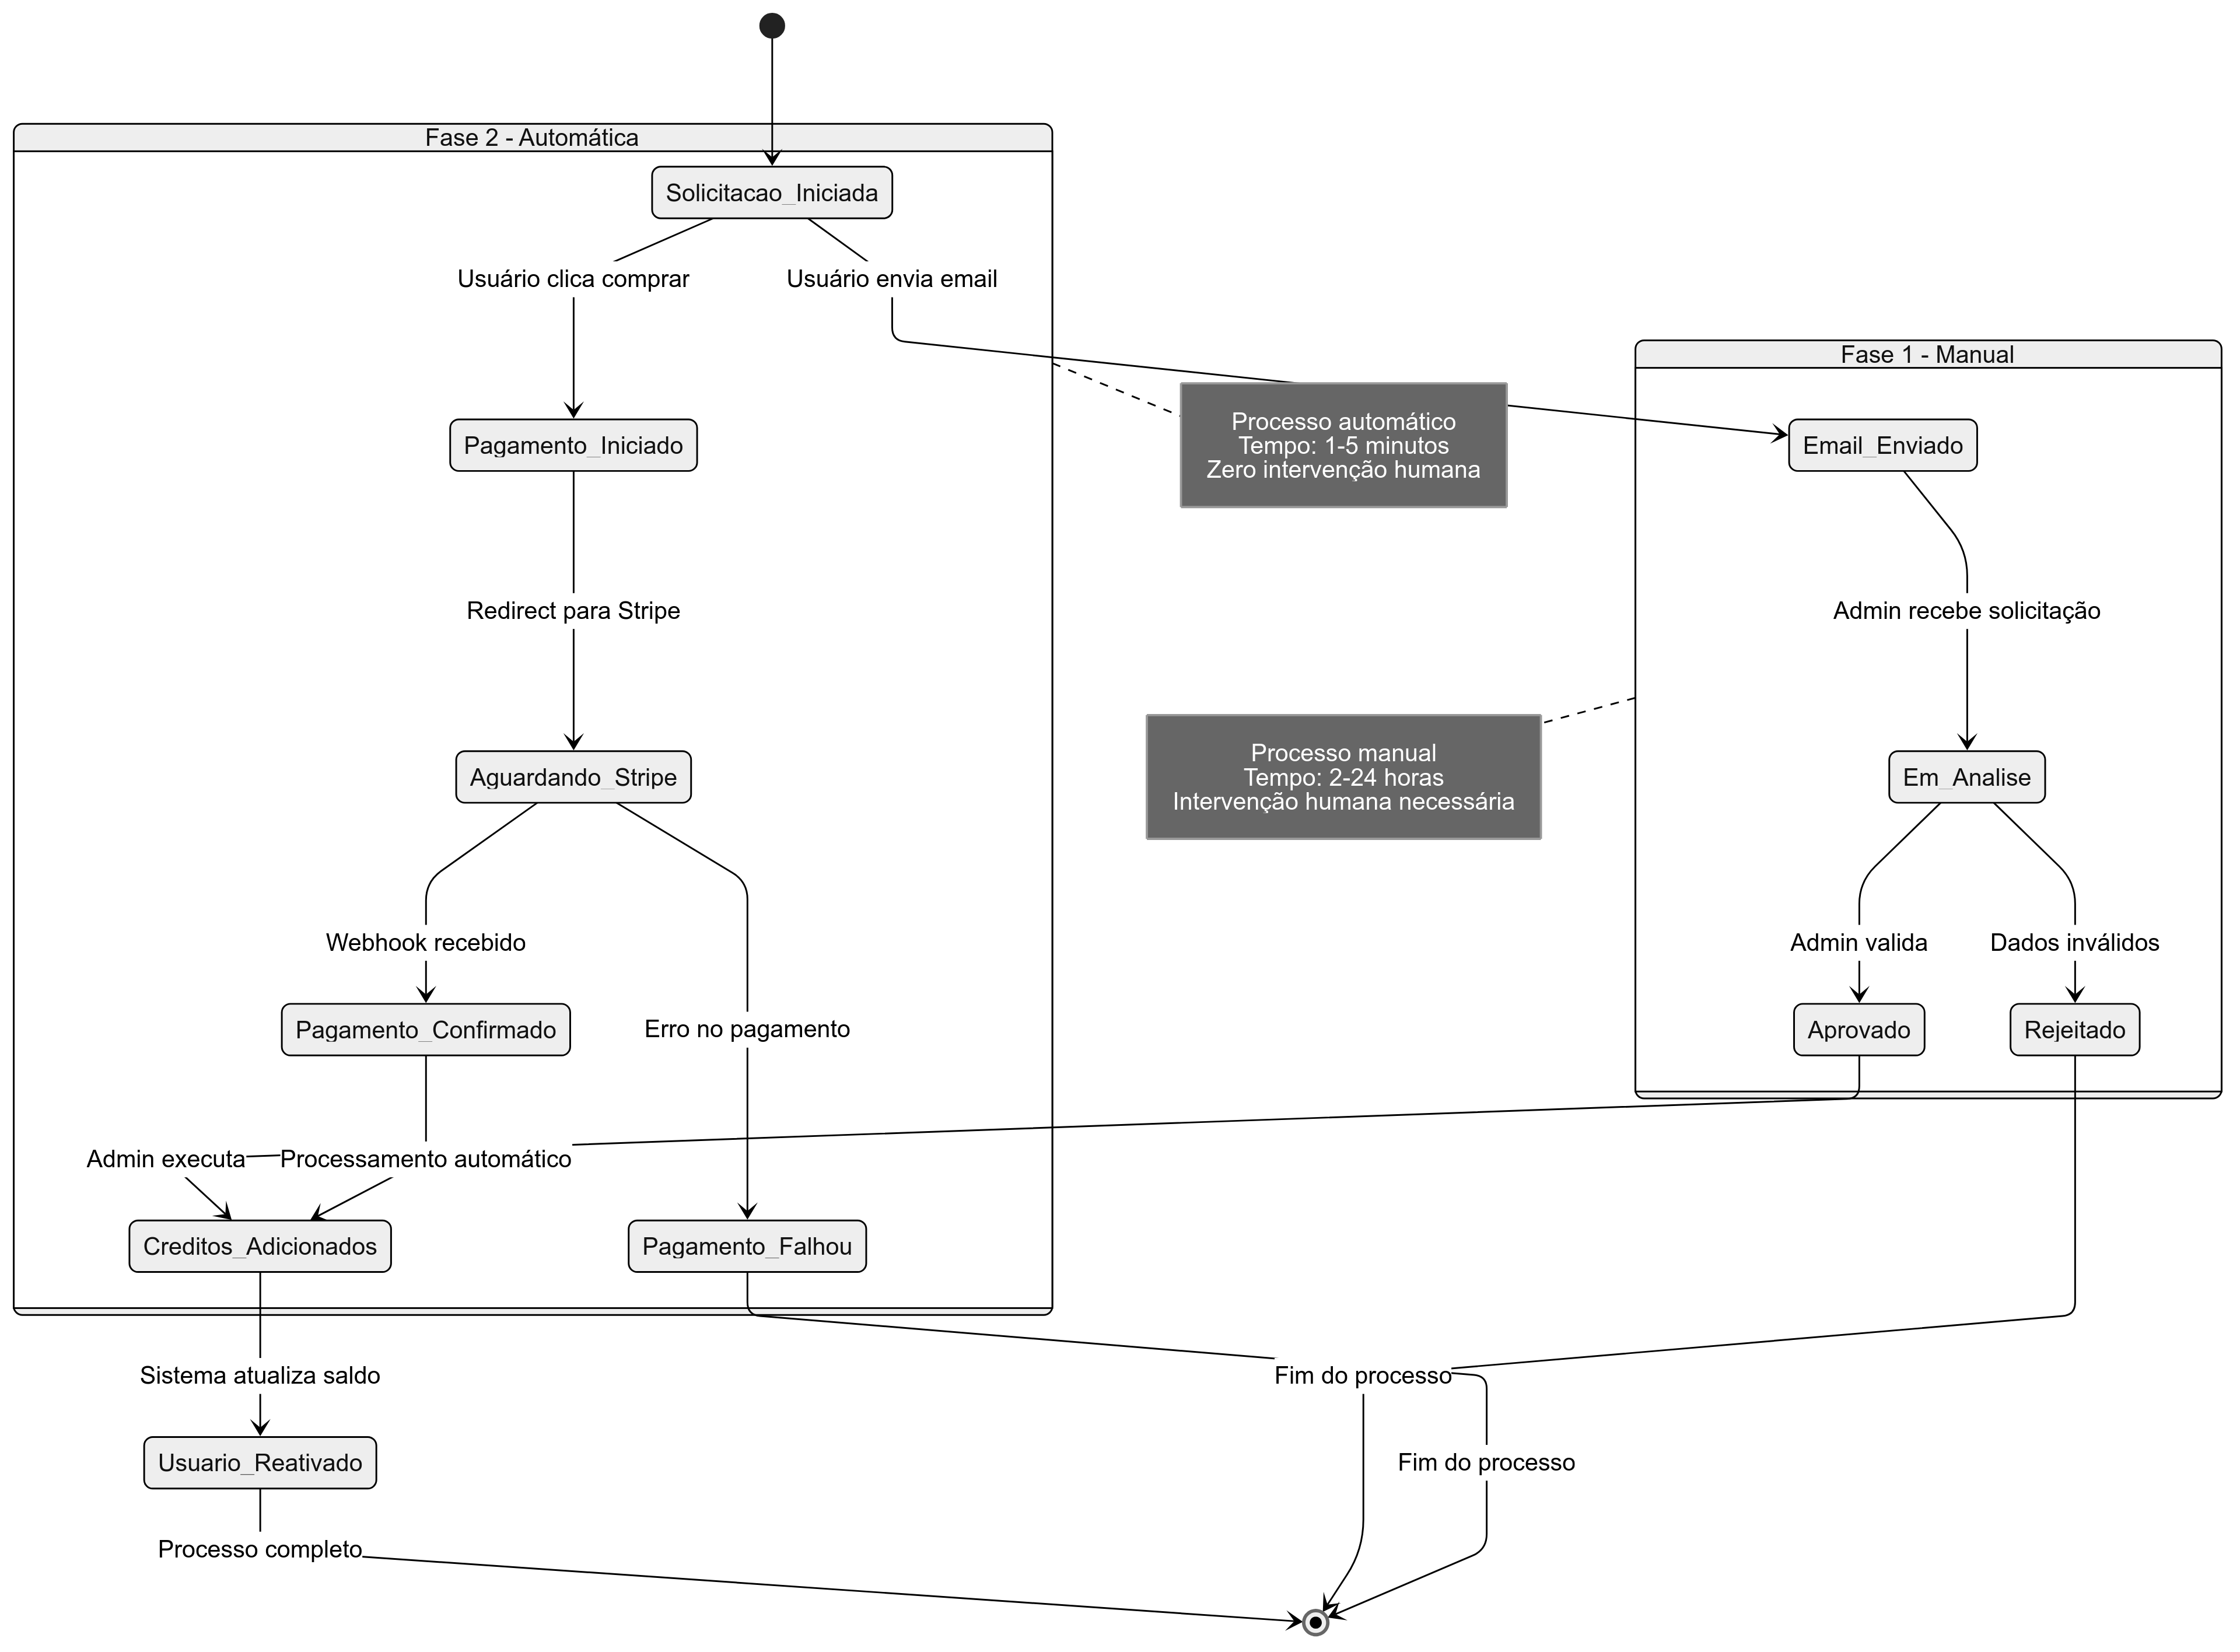 Fase 2 - Automática
Solicitacao_Iniciada
Usuário clica comprar
Usuário envia email
Fase 1 - Manual
Processo automático
Tempo: 1-5 minutos
Zero intervenção humana
Pagamento_Iniciado
Email_Enviado
Redirect para Stripe
Admin recebe solicitação
Processo manual
Tempo: 2-24 horas
Intervenção humana necessária
Aguardando_Stripe
Em_Analise
Webhook recebido
Admin valida
Dados inválidos
Pagamento_Confirmado
Erro no pagamento
Aprovado
Rejeitado
Admin executa
Processamento automático
Creditos_Adicionados
Pagamento_Falhou
Sistema atualiza saldo
Fim do processo
Usuario_Reativado
Fim do processo
Processo completo